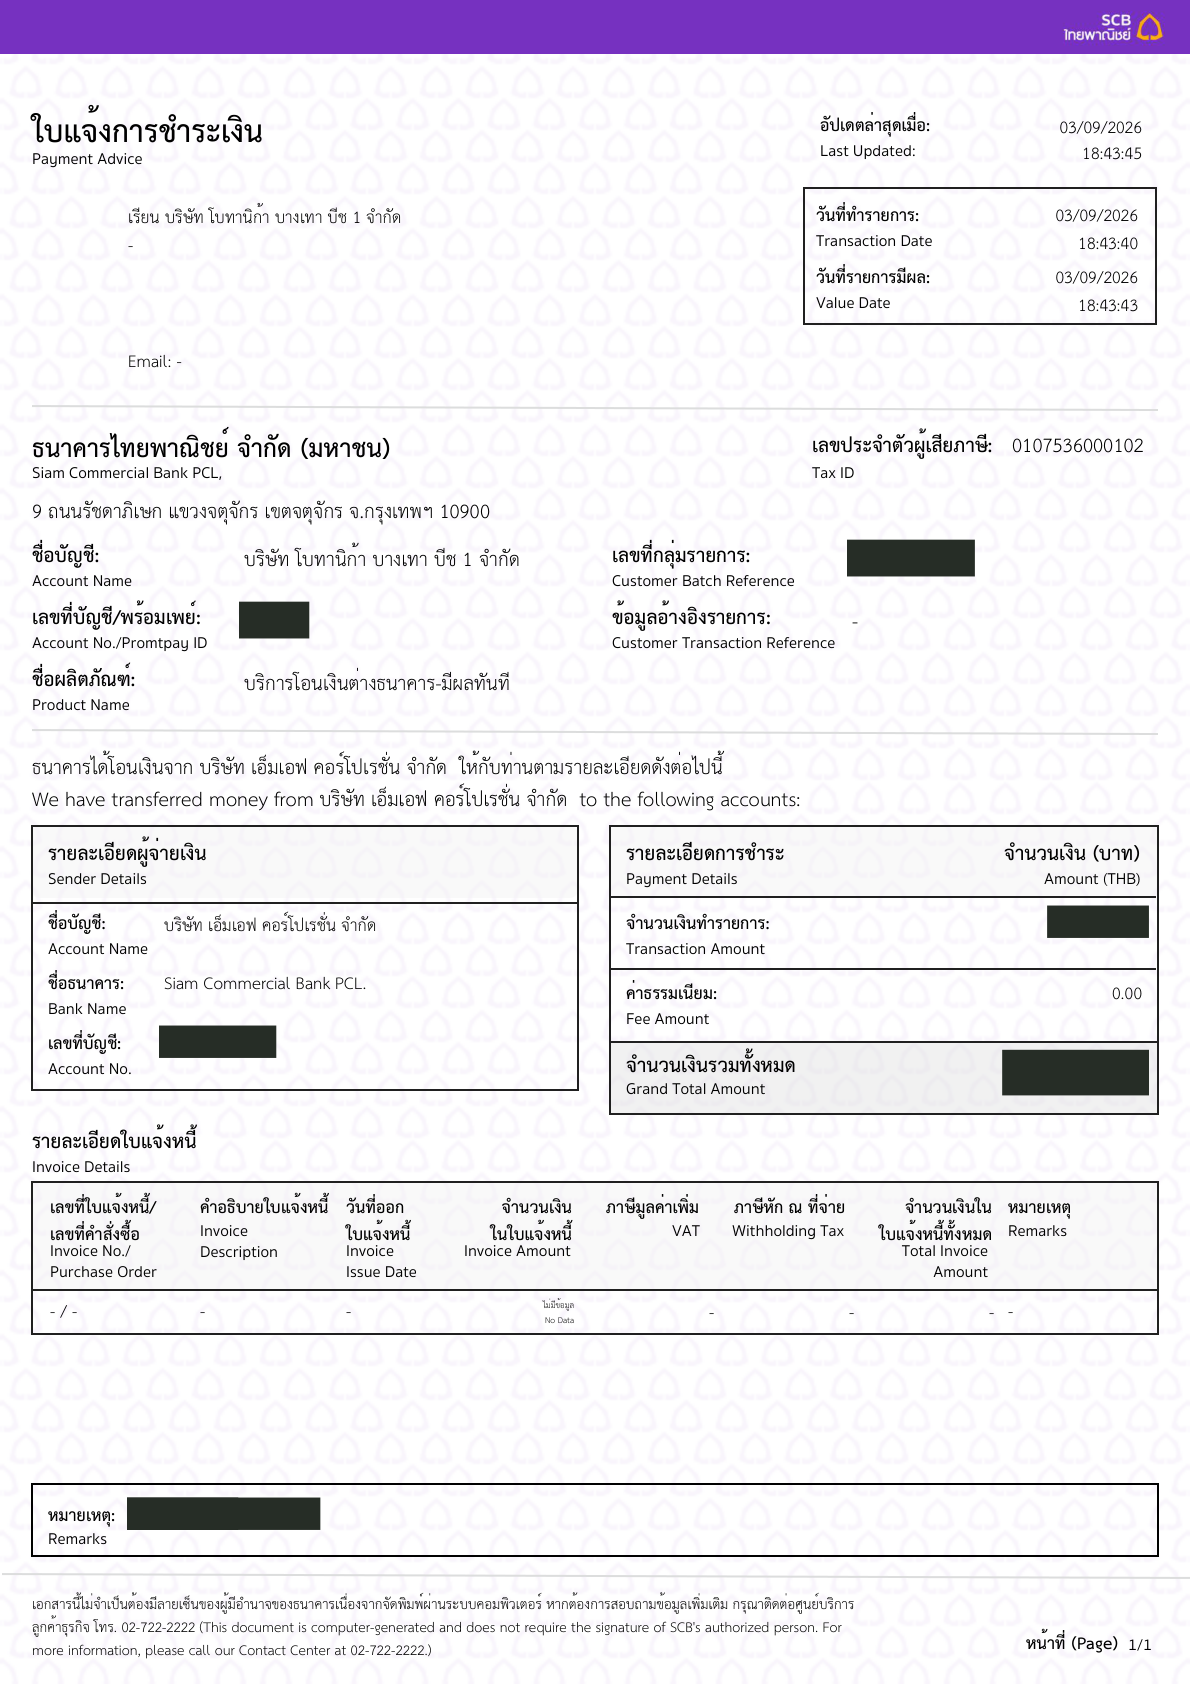 SCB
ไทยพาณิชย์
ใบแจ้งการชำระเงิน
Payment Advice
อัปเดตล่าสุดเมื่อ: 03/09/2026
Last Updated: 18:43:45
เรียน บริษัท โบทานิก้า บางเทา บีช 1 จำกัด
-
วันที่ทำรายการ: 03/09/2026
Transaction Date 18:43:40
วันที่รายการมีผล: 03/09/2026
Value Date 18:43:43
Email: -
ธนาคารไทยพาณิชย์ จำกัด (มหาชน)
Siam Commercial Bank PCL,
เลขประจำตัวผู้เสียภาษี: 0107536000102
Tax ID
9 ถนนรัชดาภิเษก แขวงจตุจักร เขตจตุจักร จ.กรุงเทพฯ 10900
ชื่อบัญชี: บริษัท โบทานิก้า บางเทา บีช 1 จำกัด
Account Name
เลขที่กลุ่มรายการ:
Customer Batch Reference
เลขที่บัญชี/พร้อมเพย์:
Account No./Promtpay ID
ข้อมูลอ้างอิงรายการ: -
Customer Transaction Reference
ชื่อผลิตภัณฑ์: บริการโอนเงินต่างธนาคาร-มีผลทันที
Product Name
ธนาคารได้โอนเงินจาก บริษัท เอ็มเอฟ คอร์โปเรชั่น จำกัด ให้กับท่านตามรายละเอียดดังต่อไปนี้
We have transferred money from บริษัท เอ็มเอฟ คอร์โปเรชั่น จำกัด to the following accounts:
รายละเอียดผู้จ่ายเงิน
Sender Details
ชื่อบัญชี: บริษัท เอ็มเอฟ คอร์โปเรชั่น จำกัด
Account Name
ชื่อธนาคาร: Siam Commercial Bank PCL.
Bank Name
เลขที่บัญชี:
Account No.
รายละเอียดการชำระ จำนวนเงิน (บาท)
Payment Details Amount (THB)
จำนวนเงินทำรายการ:
Transaction Amount
ค่าธรรมเนียม: 0.00
Fee Amount
จำนวนเงินรวมทั้งหมด
Grand Total Amount
รายละเอียดใบแจ้งหนี้
Invoice Details
เลขที่ใบแจ้งหนี้/
เลขที่คำสั่งซื้อ
Invoice No./
Purchase Order
คำอธิบายใบแจ้งหนี้
Invoice
Description
วันที่ออก
ใบแจ้งหนี้
Invoice
Issue Date
จำนวนเงิน
ในใบแจ้งหนี้
Invoice Amount
ภาษีมูลค่าเพิ่ม
VAT
ภาษีหัก ณ ที่จ่าย
Withholding Tax
จำนวนเงินใน
ใบแจ้งหนี้ทั้งหมด
Total Invoice
Amount
หมายเหตุ
Remarks
- / - - - ไม่มีข้อมูล - - - -
No Data
หมายเหตุ:
Remarks
เอกสารนี้ไม่จำเป็นต้องมีลายเซ็นของผู้มีอำนาจของธนาคารเนื่องจากจัดพิมพ์ผ่านระบบคอมพิวเตอร์ หากต้องการสอบถามข้อมูลเพิ่มเติม กรุณาติดต่อศูนย์บริการ
ลูกค้าธุรกิจ โทร. 02-722-2222 (This document is computer-generated and does not require the signature of SCB's authorized person. For
more information, please call our Contact Center at 02-722-2222.)
หน้าที่ (Page) 1/1